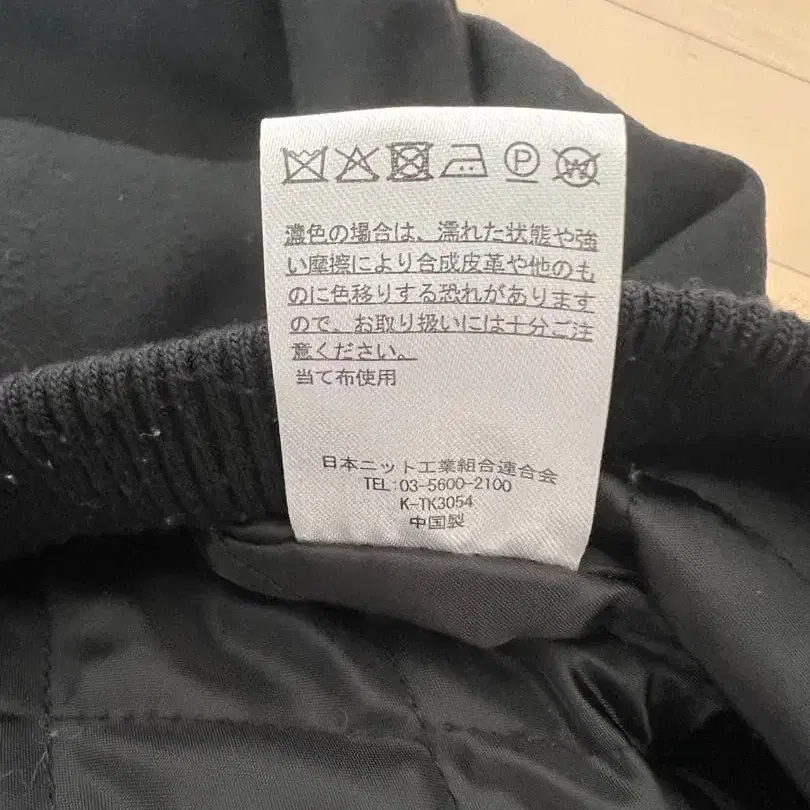 P
W
濃色の場合は、濡れた状態や強
い摩擦により合成皮革や他のも
のに色移りする恐れがあります
ので、お取り扱いには十分ご注
意ください。
当て布使用
日本ニット工業組合連合会
TEL:03-5600-2100
K-TK3054
中国製